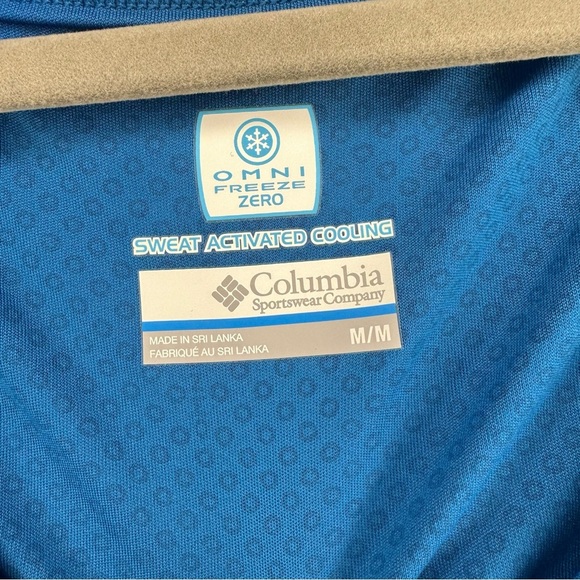 OMNI
FREEZE
ZERO
SWEAT ACTIVATED COOLING
Columbia
Sportswear Company
MADE IN SRI LANKA
FABRIQUÉ AU SRI LANKA
M/M